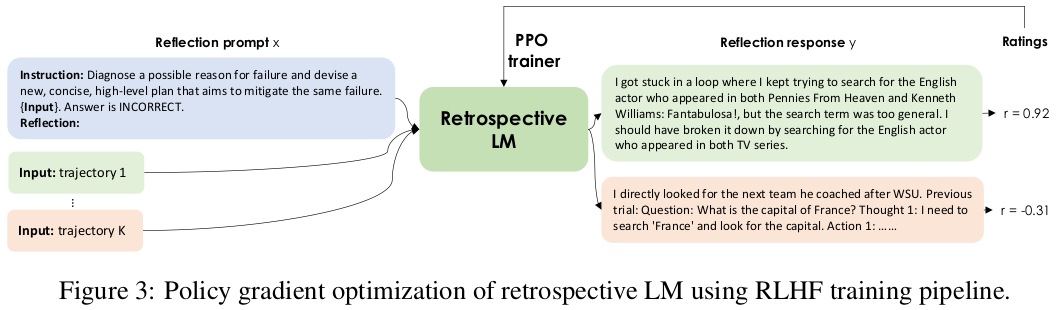 Reflection prompt x
Instruction: Diagnose a possible reason for failure and devise a
new, concise, high-level plan that aims to mitigate the same failure.
{Input}. Answer is INCORRECT.
Reflection:
Input: trajectory 1
⋮
Input: trajectory K
PPO
trainer
Retrospective
LM
Reflection response y
I got stuck in a loop where I kept trying to search for the English
actor who appeared in both Pennies From Heaven and Kenneth
Williams: Fantabulosa!, but the search term was too general. I
should have broken it down by searching for the English actor
who appeared in both TV series.
I directly looked for the next team he coached after WSU. Previous
trial: Question: What is the capital of France? Thought 1: I need to
search 'France' and look for the capital. Action 1: ......
Ratings
r = 0.92
r = -0.31
Figure 3: Policy gradient optimization of retrospective LM using RLHF training pipeline.